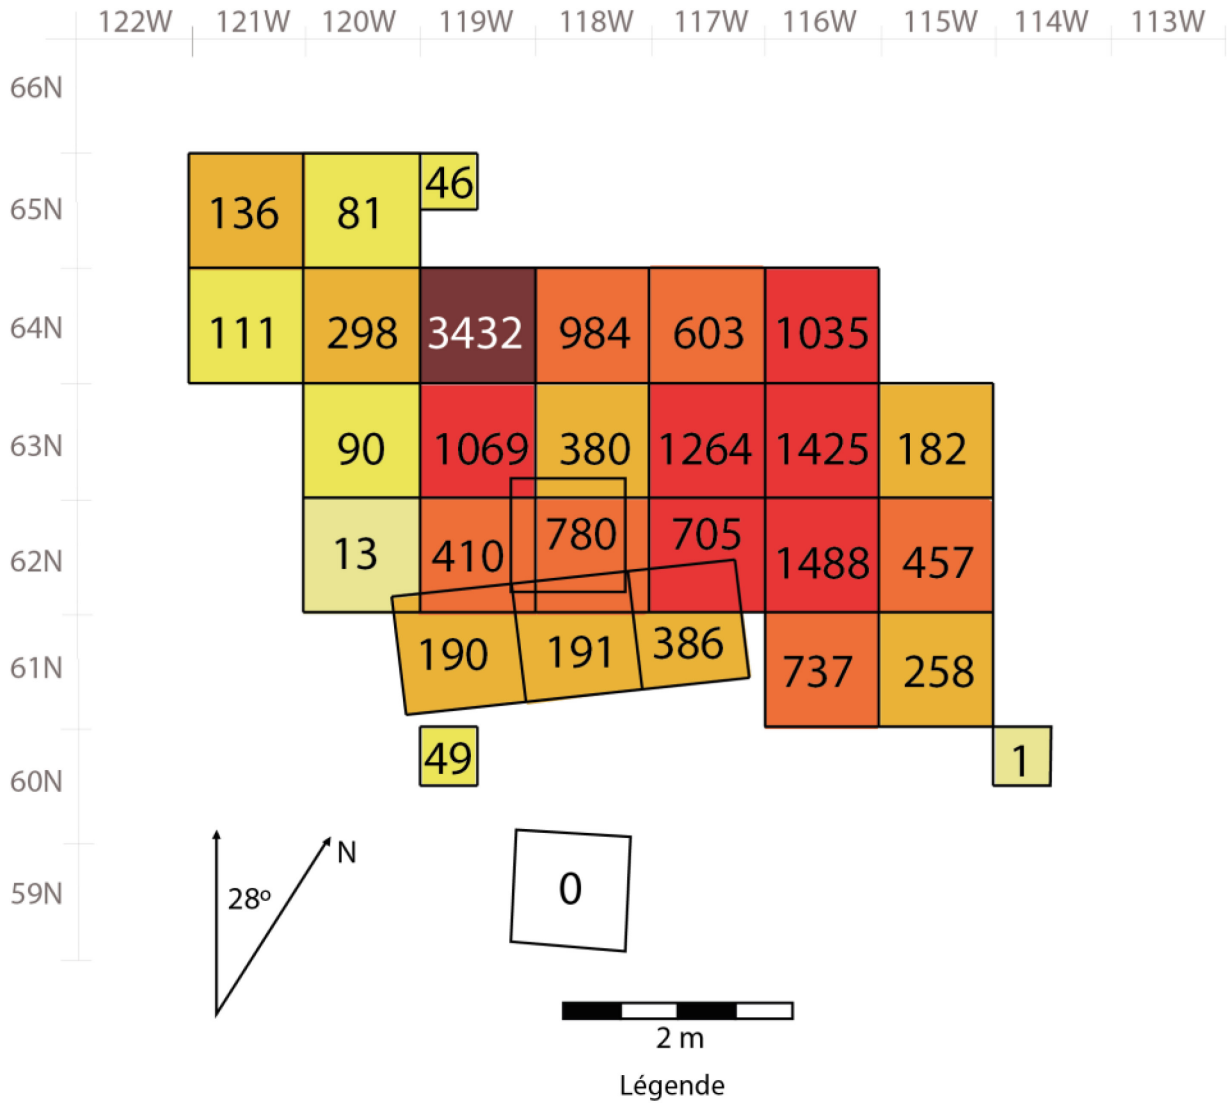 122W 121W 120W 119W 118W 117W 116W 115W 114W 113W
66N
46
65N 136 81
64N 111 298 3432 984 603 1035
63N 90 1069 380 1264 1425 182
780 705
62N 13 410 1488 457
190 191 386
61N 737 258
60N 49 1
N
59N 28º 0
2 m
Légende